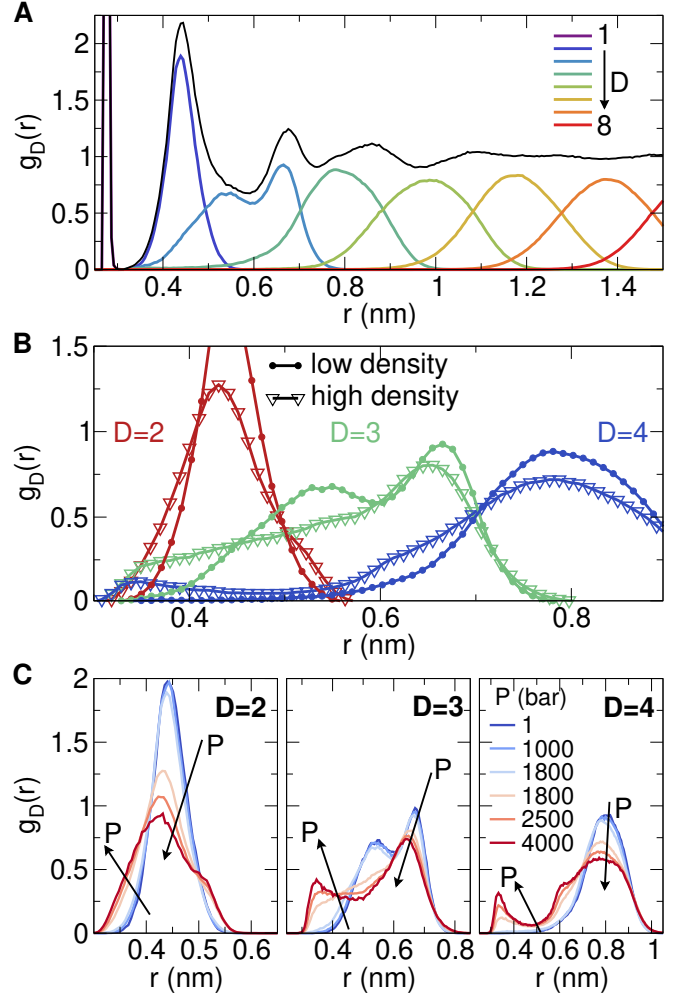 A
g_D(r)
2
1.5
1
0.5
0
1
D
8
0.4 0.6 0.8 1 1.2 1.4
r (nm)
B
g_D(r)
1.5
1
0.5
0
low density
high density
D=2 D=3 D=4
0.4 0.6 0.8
r (nm)
C
g_D(r)
2
1.5
1
0.5
0
D=2
P
P
0.4 0.5 0.6
r (nm)
D=3
P
P
0.4 0.6 0.8
r (nm)
P (bar)
D=4
1
1000
1800
1800
2500
4000
P
P
0.4 0.6 0.8 1
r (nm)